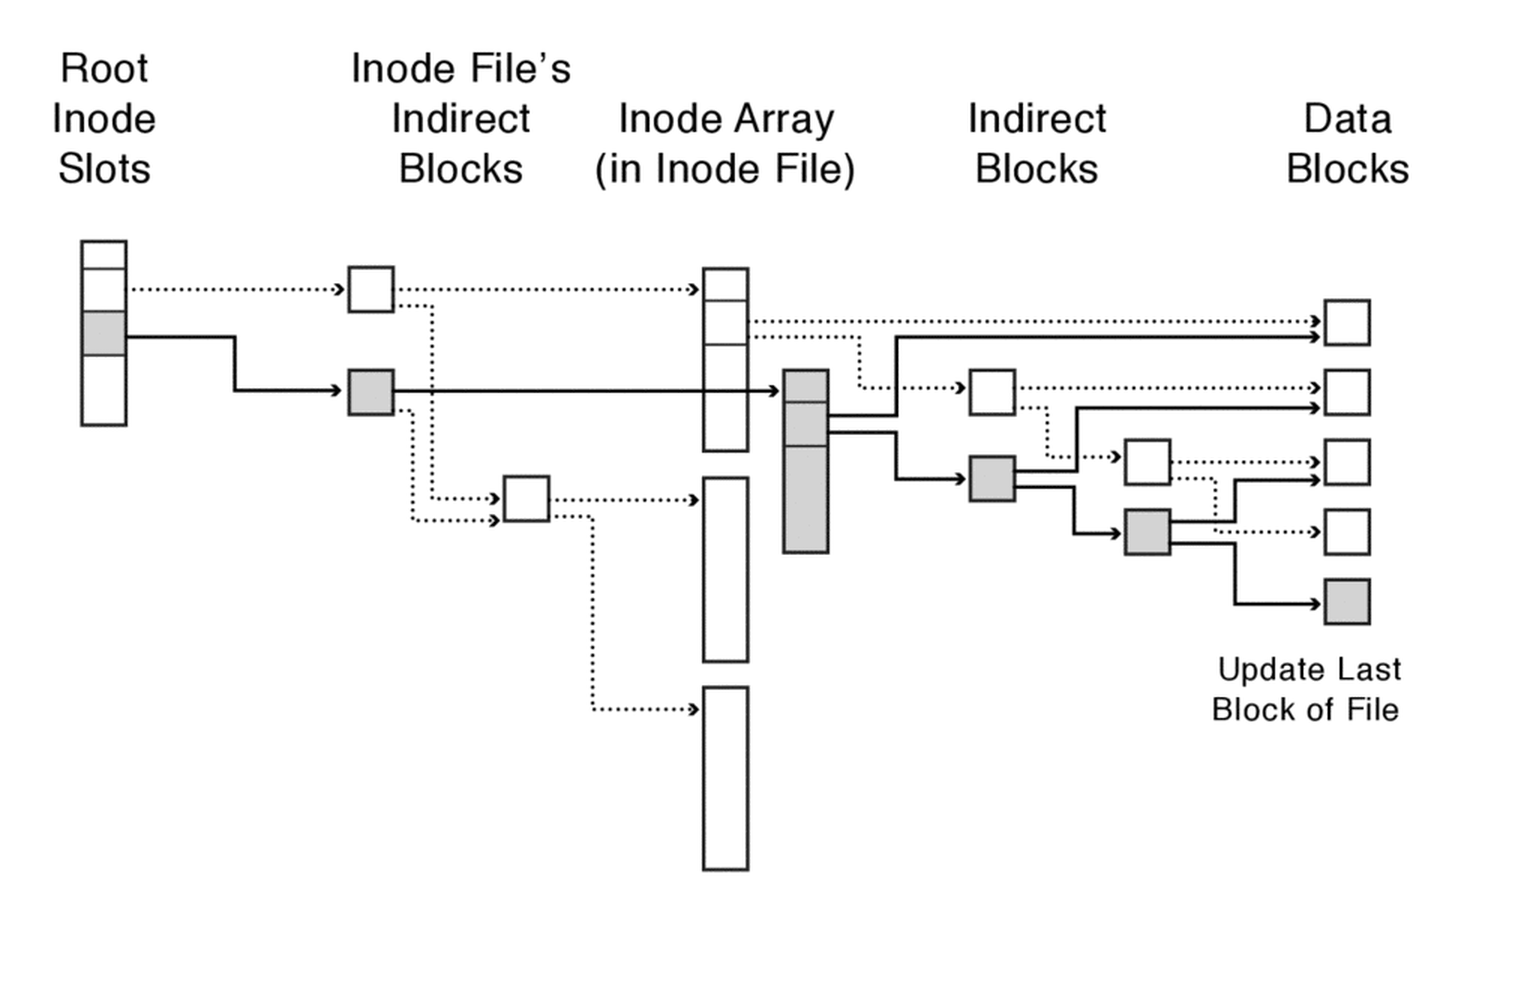 Root
Inode
Slots
Inode File's
Indirect
Blocks
Inode Array
(in Inode File)
Indirect
Blocks
Data
Blocks
Update Last
Block of File